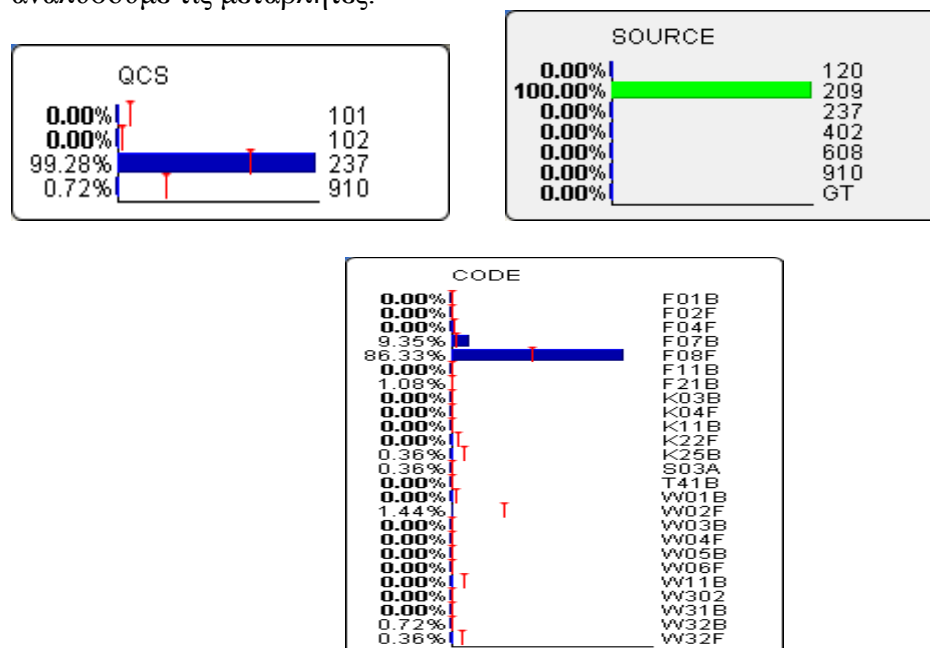 αναλύσουμε τις μεταβλητές.
QCS
0.00% 101
0.00% 102
99.28% 237
0.72% 910
SOURCE
0.00% 120
100.00% 209
0.00% 237
0.00% 402
0.00% 608
0.00% 910
0.00% GT
CODE
0.00% F01B
0.00% F02F
0.00% F04F
9.35% F07B
86.33% F08F
0.00% F11B
1.08% F21B
0.00% K03B
0.00% K04F
0.00% K11B
0.00% K22F
0.36% K25B
0.36% S03A
0.00% T41B
0.00% W01B
1.44% W02F
0.00% W03B
0.00% W04F
0.00% W05B
0.00% W06F
0.00% W11B
0.00% W302
0.00% W31B
0.72% W32B
0.36% W32F